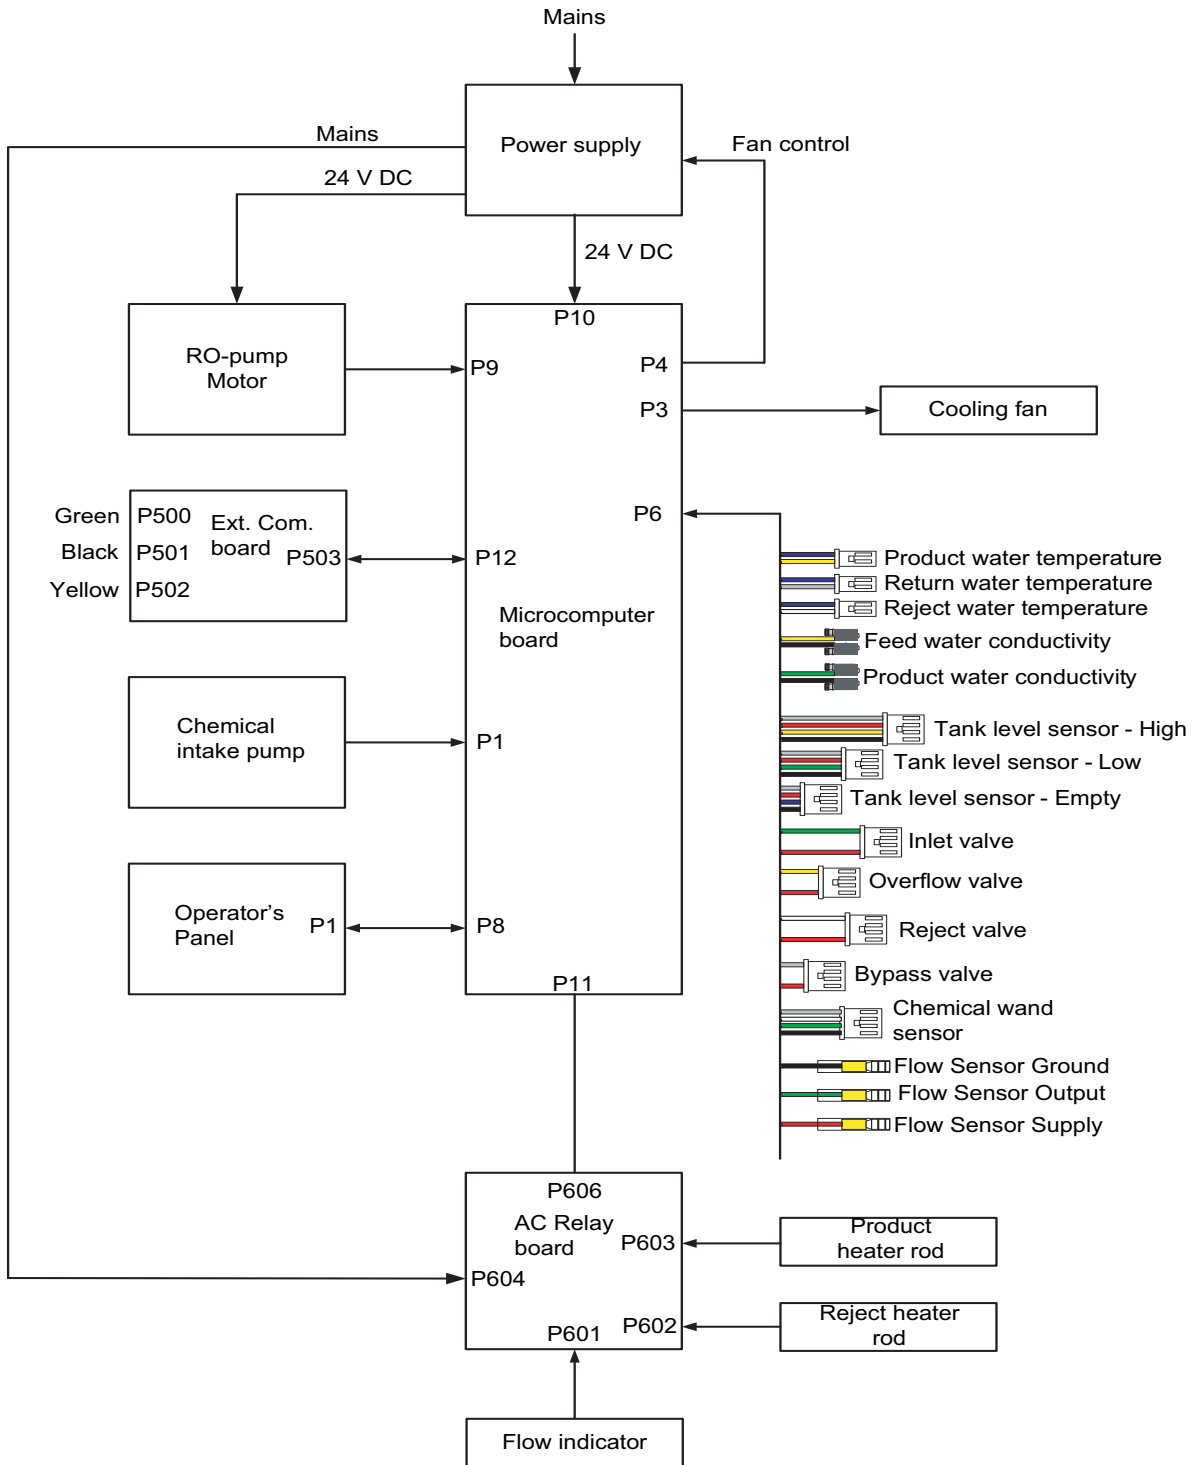 Mains
Mains
Power supply
Fan control
24 V DC
24 V DC
P10
RO-pump
Motor
P9
P4
P3
Cooling fan
Green
P500
Ext. Com.
board
Black
P501
P503
Yellow
P502
P12
P6
Microcomputer
board
Product water temperature
Return water temperature
Reject water temperature
Feed water conductivity
Product water conductivity
Chemical
intake pump
P1
Tank level sensor - High
Tank level sensor - Low
Tank level sensor - Empty
Inlet valve
Overflow valve
Operator’s
Panel
P1
P8
Reject valve
P11
Bypass valve
Chemical wand
sensor
Flow Sensor Ground
Flow Sensor Output
Flow Sensor Supply
P606
AC Relay
board
P603
Product
heater rod
P604
P601
P602
Reject heater
rod
Flow indicator